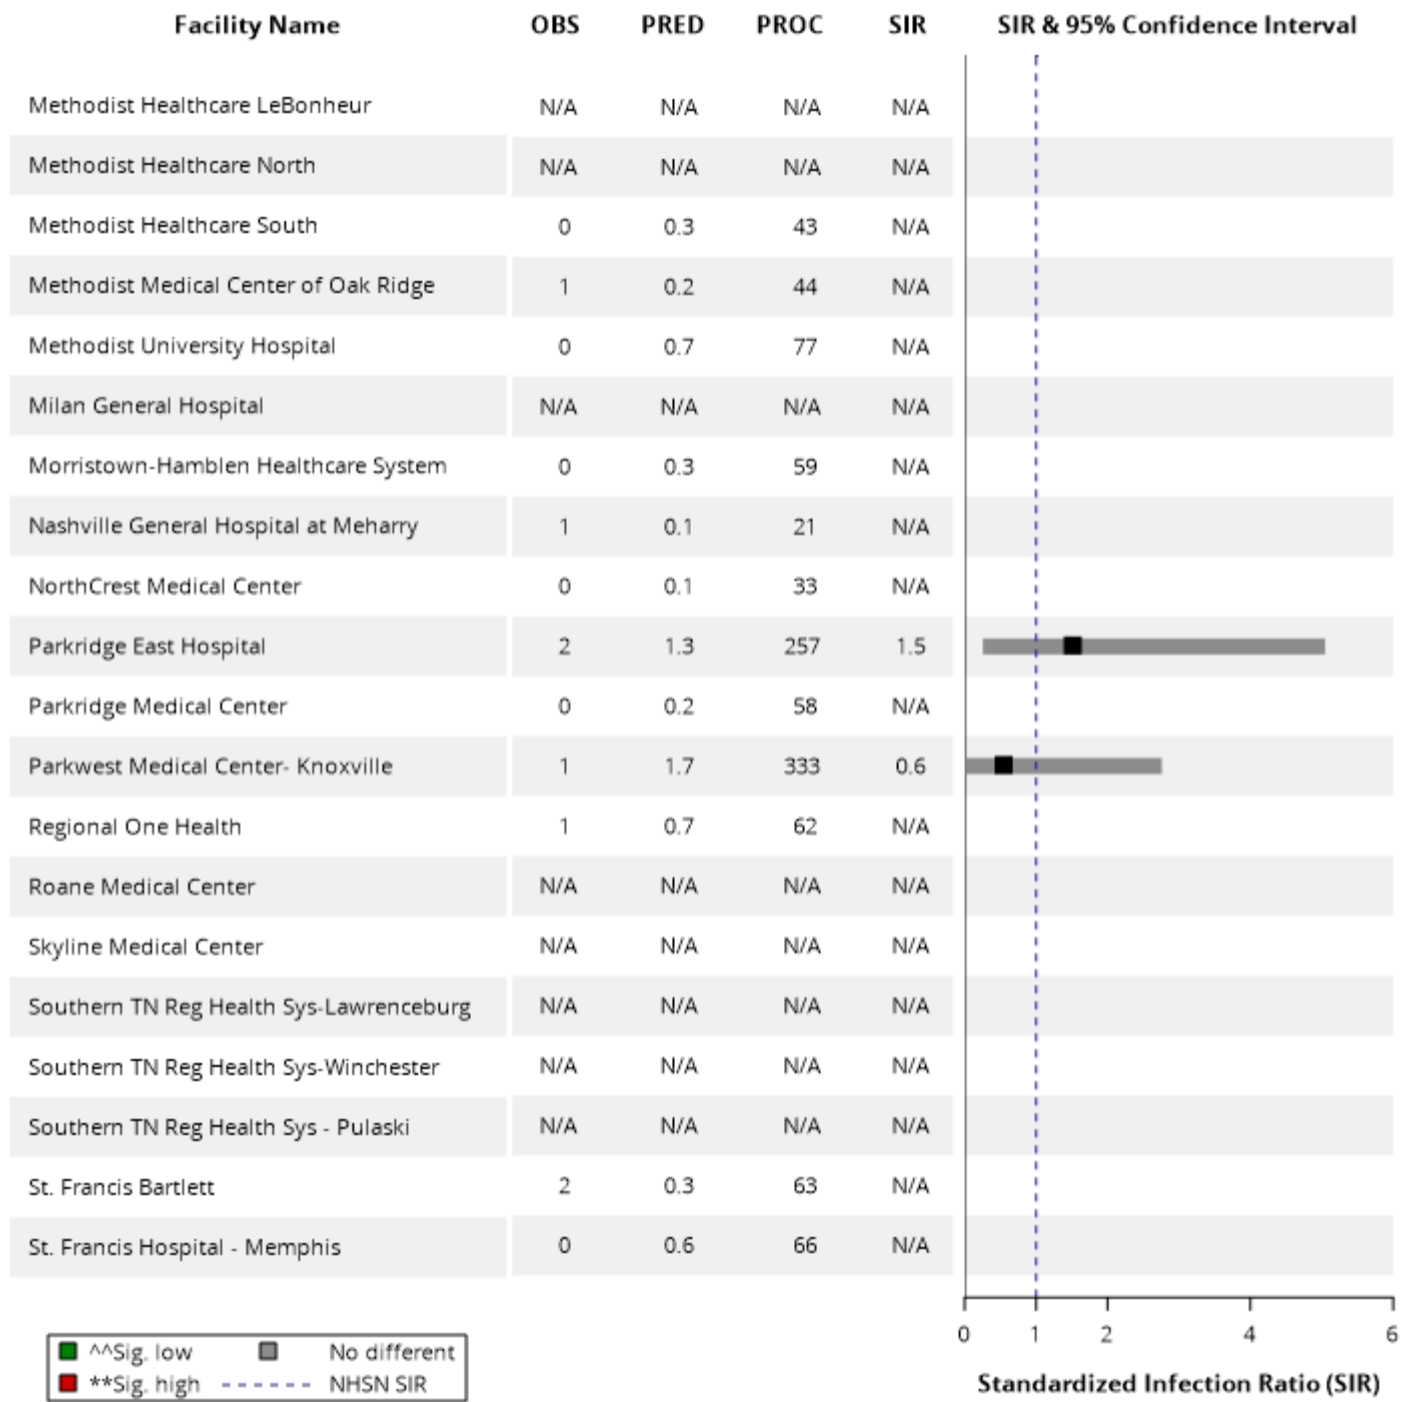 Facility Name OBS PRED PROC SIR SIR & 95% Confidence Interval
Methodist Healthcare LeBonheur N/A N/A N/A N/A
Methodist Healthcare North N/A N/A N/A N/A
Methodist Healthcare South 0 0.3 43 N/A
Methodist Medical Center of Oak Ridge 1 0.2 44 N/A
Methodist University Hospital 0 0.7 77 N/A
Milan General Hospital N/A N/A N/A N/A
Morristown-Hamblen Healthcare System 0 0.3 59 N/A
Nashville General Hospital at Meharry 1 0.1 21 N/A
NorthCrest Medical Center 0 0.1 33 N/A
Parkridge East Hospital 2 1.3 257 1.5
Parkridge Medical Center 0 0.2 58 N/A
Parkwest Medical Center- Knoxville 1 1.7 333 0.6
Regional One Health 1 0.7 62 N/A
Roane Medical Center N/A N/A N/A N/A
Skyline Medical Center N/A N/A N/A N/A
Southern TN Reg Health Sys-Lawrenceburg N/A N/A N/A N/A
Southern TN Reg Health Sys-Winchester N/A N/A N/A N/A
Southern TN Reg Health Sys - Pulaski N/A N/A N/A N/A
St. Francis Bartlett 2 0.3 63 N/A
St. Francis Hospital - Memphis 0 0.6 66 N/A
0 1 2 4 6
^^Sig. low No different
**Sig. high NHSN SIR
Standardized Infection Ratio (SIR)